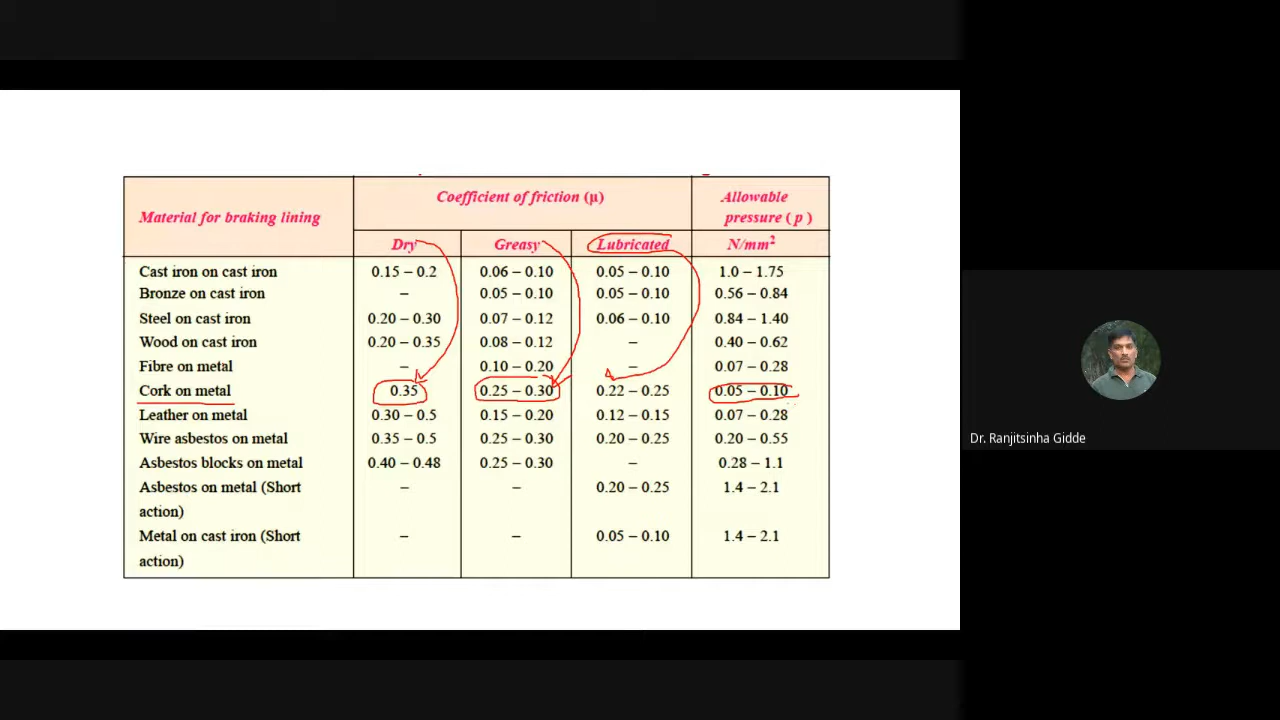 Material for braking lining Coefficient of friction (μ) Allowable pressure ( p )
Dry Greasy Lubricated N/mm²
Cast iron on cast iron 0.15 – 0.2 0.06 – 0.10 0.05 – 0.10 1.0 – 1.75
Bronze on cast iron – 0.05 – 0.10 0.05 – 0.10 0.56 – 0.84
Steel on cast iron 0.20 – 0.30 0.07 – 0.12 0.06 – 0.10 0.84 – 1.40
Wood on cast iron 0.20 – 0.35 0.08 – 0.12 – 0.40 – 0.62
Fibre on metal – 0.10 – 0.20 – 0.07 – 0.28
Cork on metal 0.35 0.25 – 0.30 0.22 – 0.25 0.05 – 0.10
Leather on metal 0.30 – 0.5 0.15 – 0.20 0.12 – 0.15 0.07 – 0.28
Wire asbestos on metal 0.35 – 0.5 0.25 – 0.30 0.20 – 0.25 0.20 – 0.55
Asbestos blocks on metal 0.40 – 0.48 0.25 – 0.30 – 0.28 – 1.1
Asbestos on metal (Short – – 0.20 – 0.25 1.4 – 2.1
action)
Metal on cast iron (Short – – 0.05 – 0.10 1.4 – 2.1
action)
Dr. Ranjitsinha Gidde